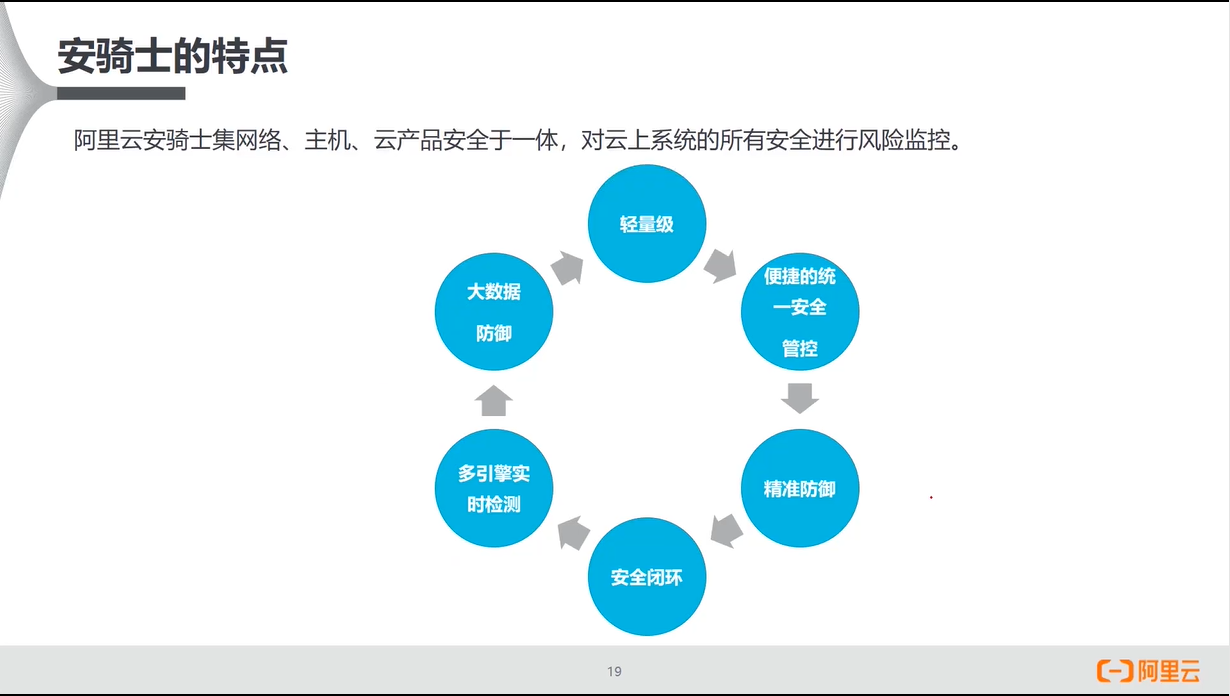 安骑士的特点
阿里云安骑士集网络、主机、云产品安全于一体，对云上系统的所有安全进行风险监控。
轻量级
便捷的统
一安全
管控
精准防御
安全闭环
多引擎实
时检测
大数据
防御
19
阿里云